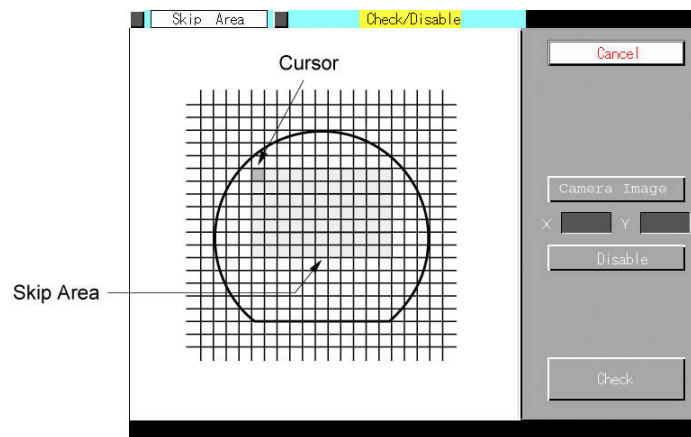 Skip Area
Check/Disable
Cursor
Cancel
Camera Image
X
Y
Disable
Skip Area
Check